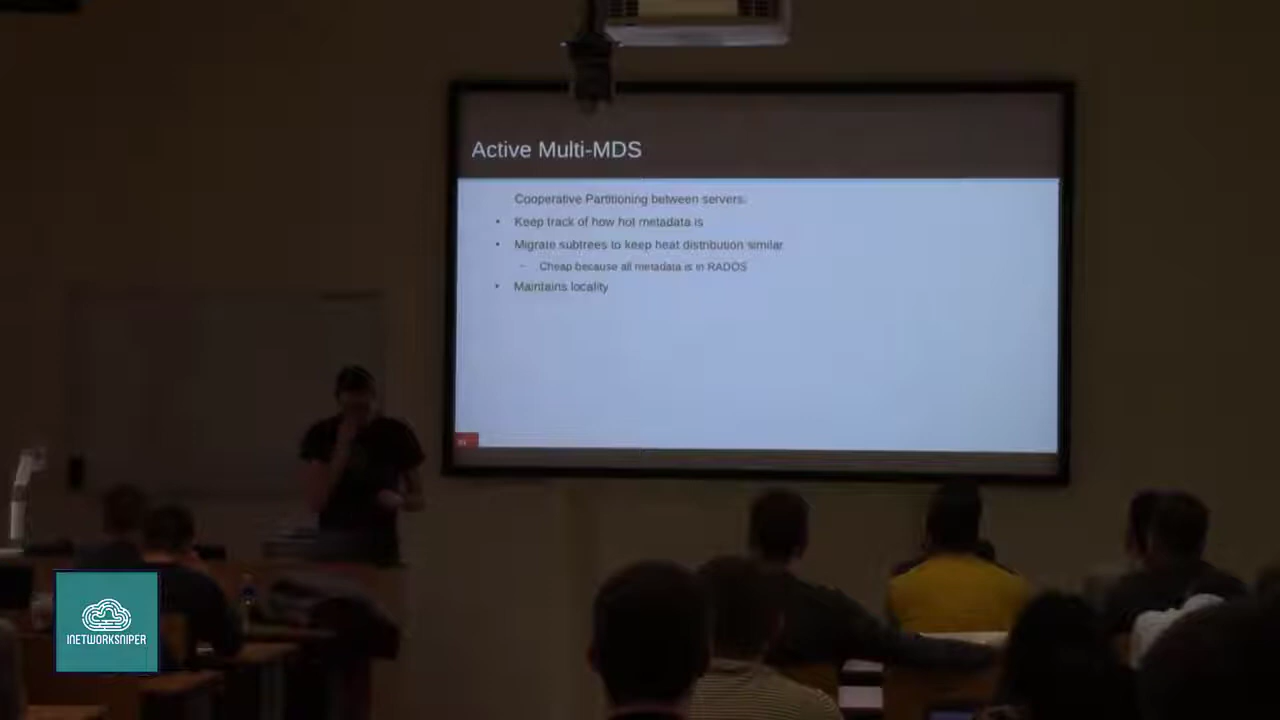 Active Multi-MDS
Cooperative Partitioning between servers:
• Keep track of how hot metadata is
• Migrate subtrees to keep heat distribution similar
– Cheap because all metadata is in RADOS
• Maintains locality
INETWORKSNIPER